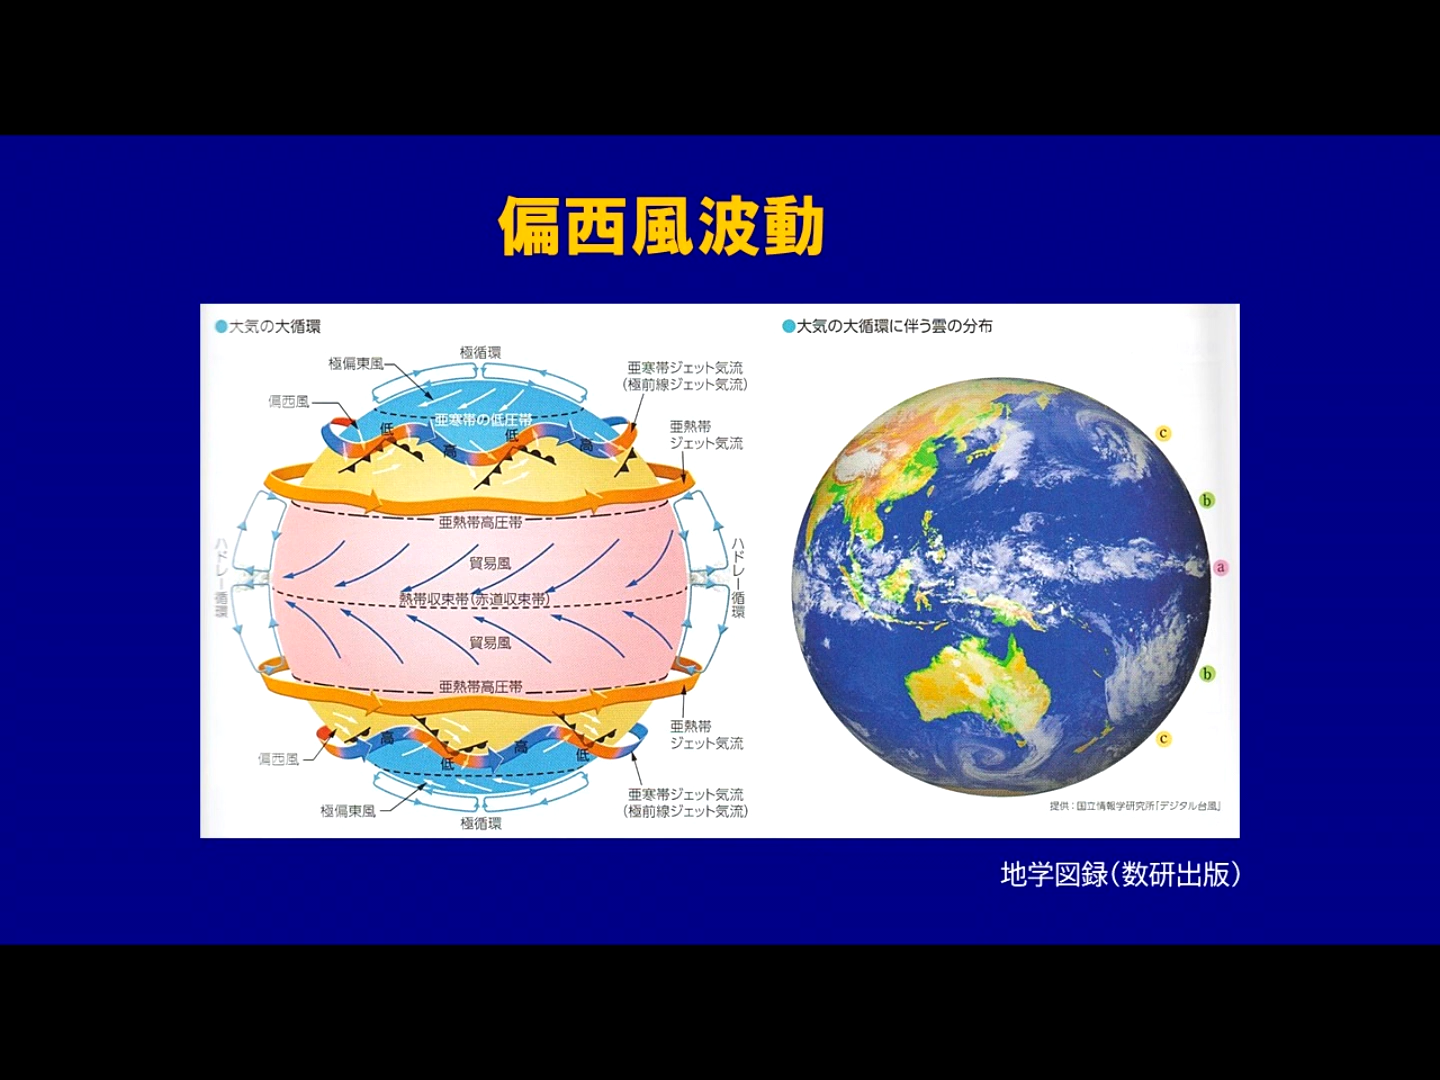 偏西風波動
●大気の大循環
極循環
極偏東風
亜寒帯ジェット気流
(極前線ジェット気流)
偏西風
亜寒帯の低圧帯
低
高
低
高
亜熱帯
ジェット気流
亜熱帯高圧帯
ハドレー循環
貿易風
熱帯収束帯(赤道収束帯)
ハドレー循環
貿易風
亜熱帯高圧帯
亜熱帯
ジェット気流
高
低
高
低
偏西風
亜寒帯ジェット気流
(極前線ジェット気流)
極偏東風
極循環
●大気の大循環に伴う雲の分布
c
b
a
b
c
提供:国立情報学研究所「デジタル台風」
地学図録(数研出版)